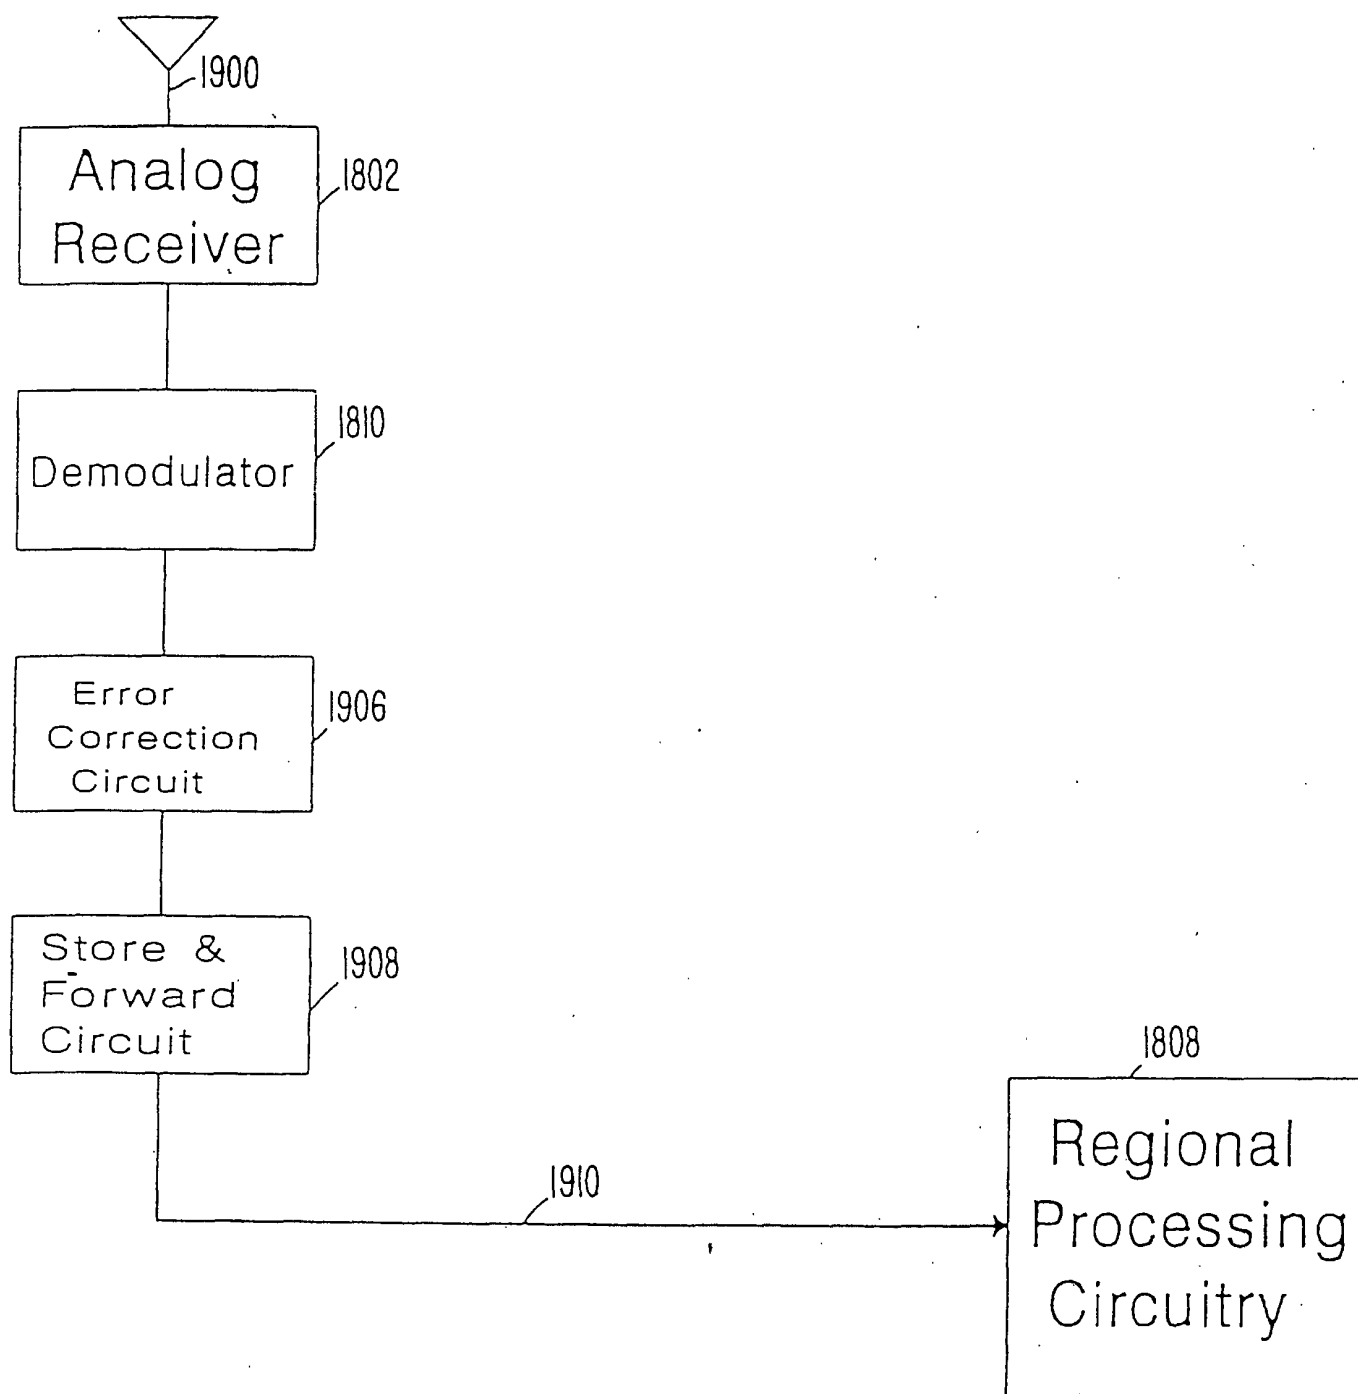 1900
Analog
Receiver
1802
1810
Demodulator
Error
Correction
Circuit
1906
Store &
Forward
Circuit
1908
1808
Regional
Processing
Circuitry
1910